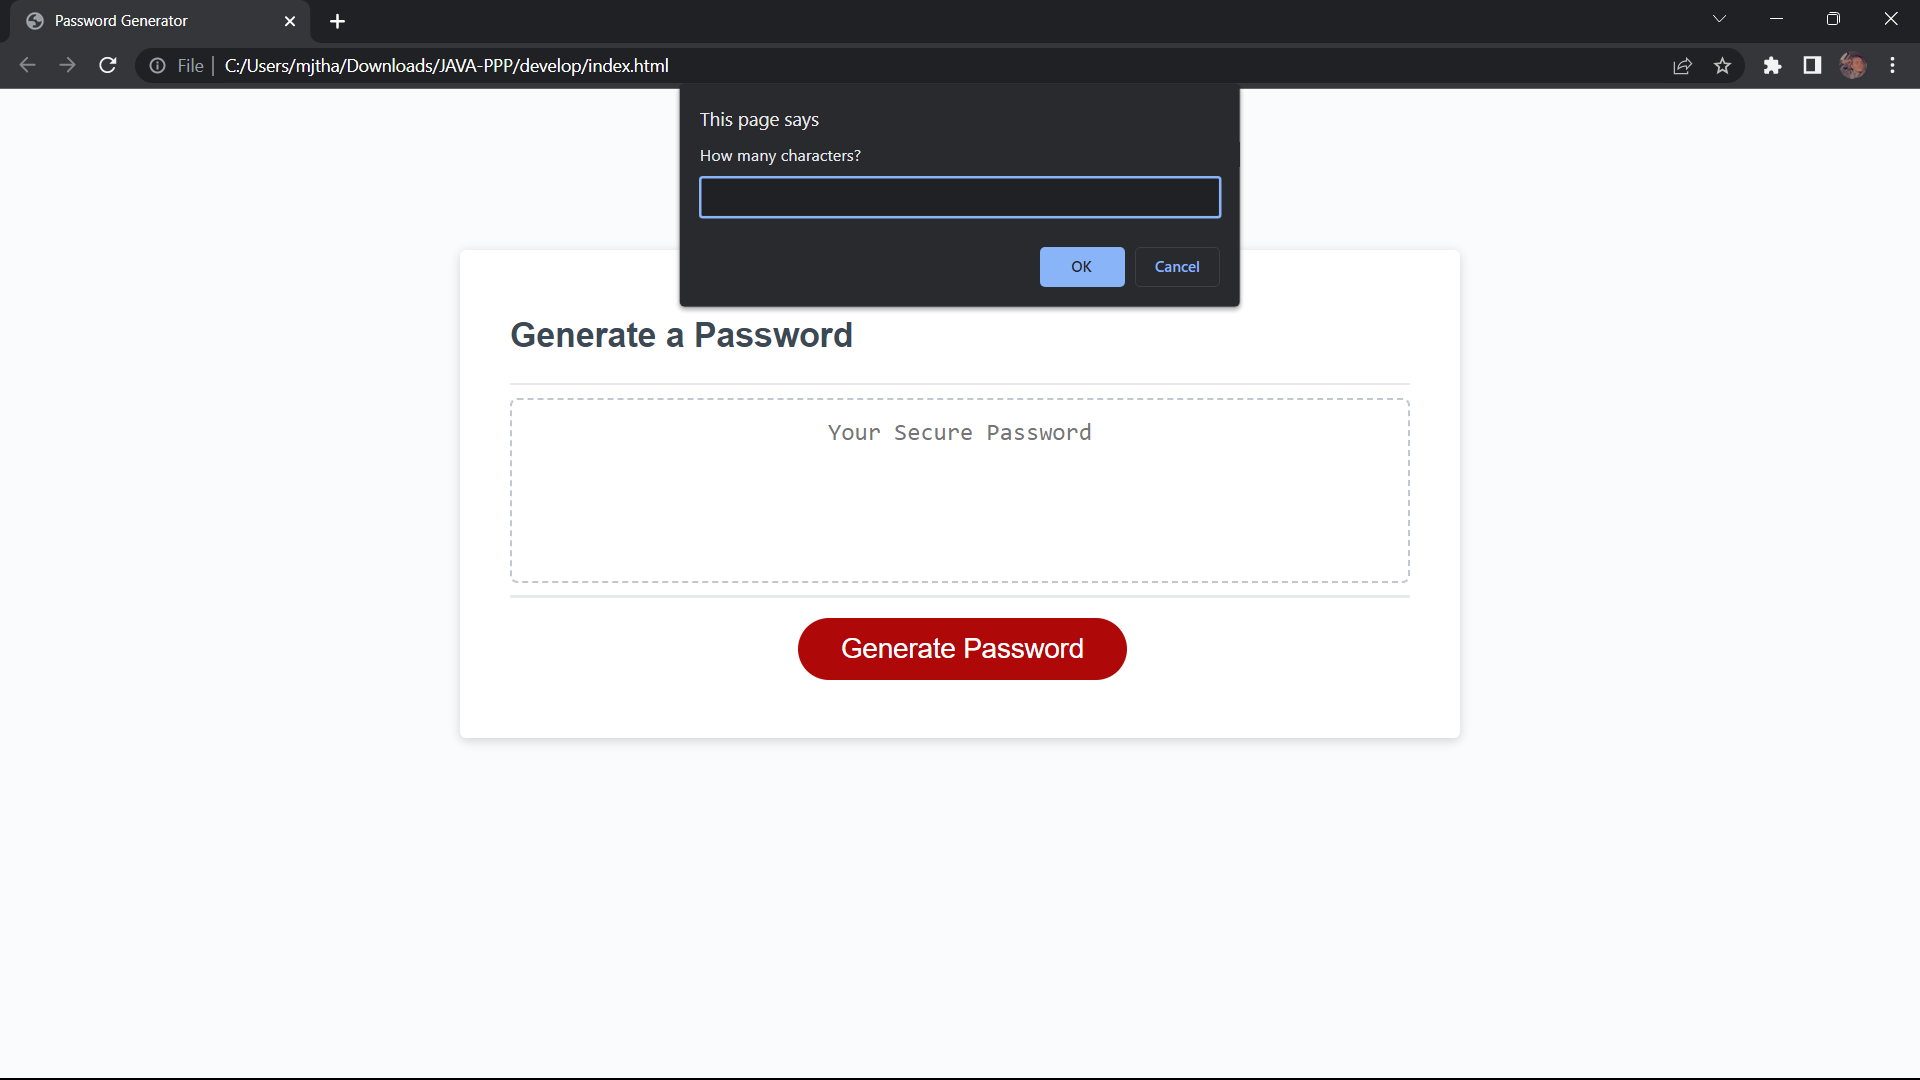 Password Generator
File | C:/Users/mjtha/Downloads/JAVA-PPP/develop/index.html
This page says
How many characters?
OK Cancel
Generate a Password
Your Secure Password
Generate Password